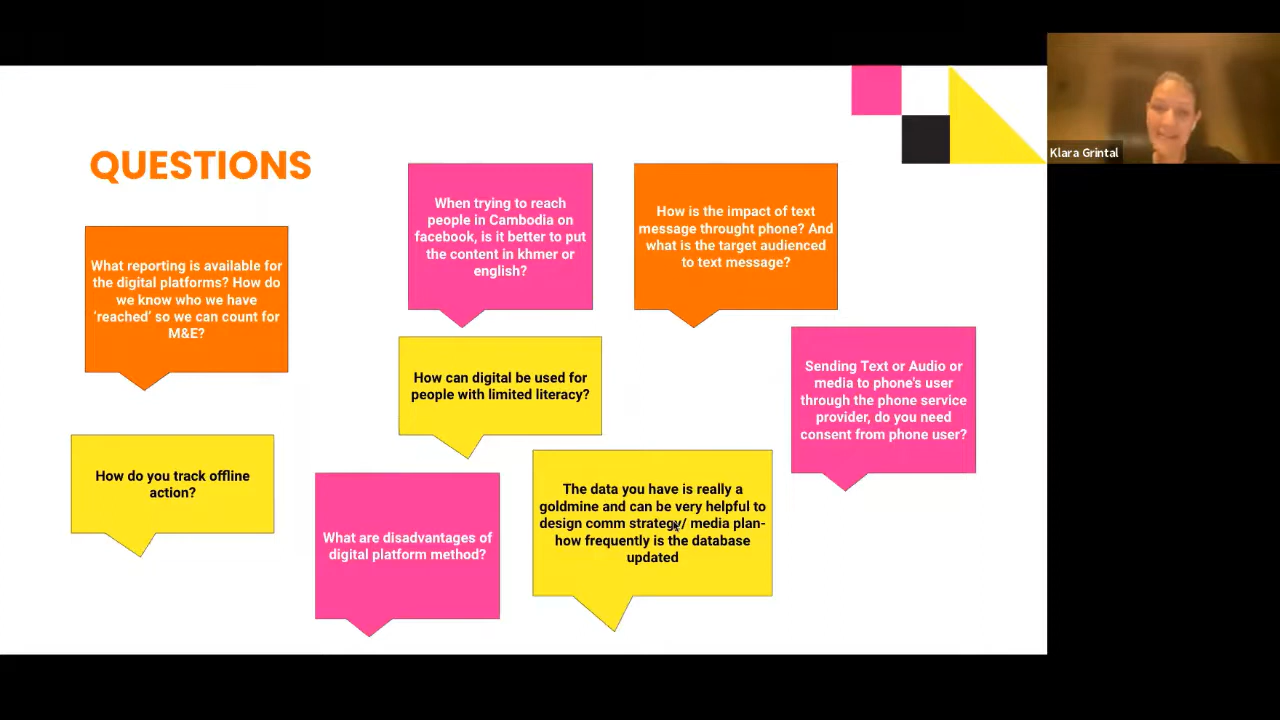 QUESTIONS
What reporting is available for
the digital platforms? How do
we know who we have
‘reached’ so we can count for
M&E?
When trying to reach
people in Cambodia on
facebook, is it better to put
the content in khmer or
english?
How is the impact of text
message throught phone? And
what is the target audienced
to text message?
How can digital be used for
people with limited literacy?
Sending Text or Audio or
media to phone's user
through the phone service
provider, do you need
consent from phone user?
How do you track offline
action?
What are disadvantages of
digital platform method?
The data you have is really a
goldmine and can be very helpful to
design comm strategy/ media plan-
how frequently is the database
updated
Klara Grintal